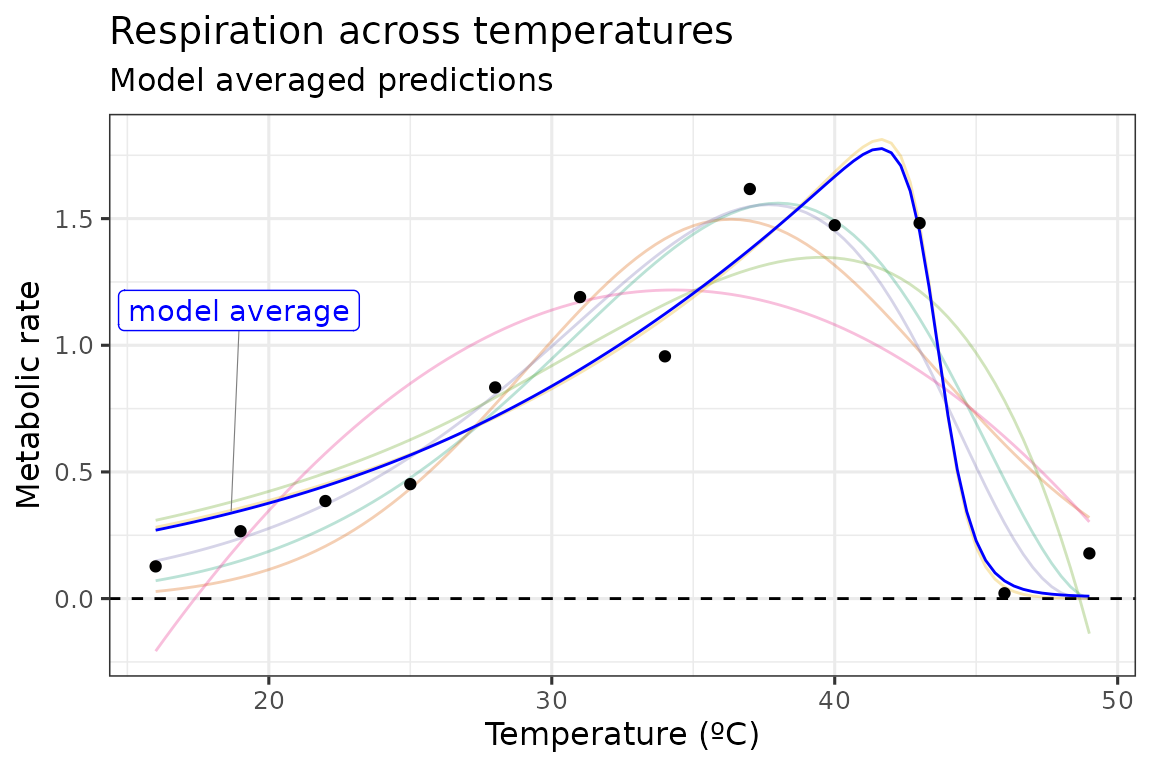 Respiration across temperatures
Model averaged predictions
Metabolic rate
1.5
1.0
0.5
0.0
model average
20
30
40
50
Temperature (ºC)